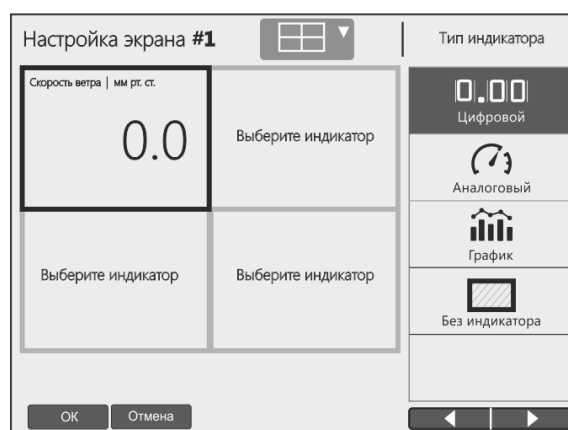 Настройка экрана #1
Тип индикатора
Скорость ветра | мм рт. ст.
0.0
Выберите индикатор
Выберите индикатор
Выберите индикатор
0.00
Цифровой
Аналоговый
График
Без индикатора
ОК
Отмена